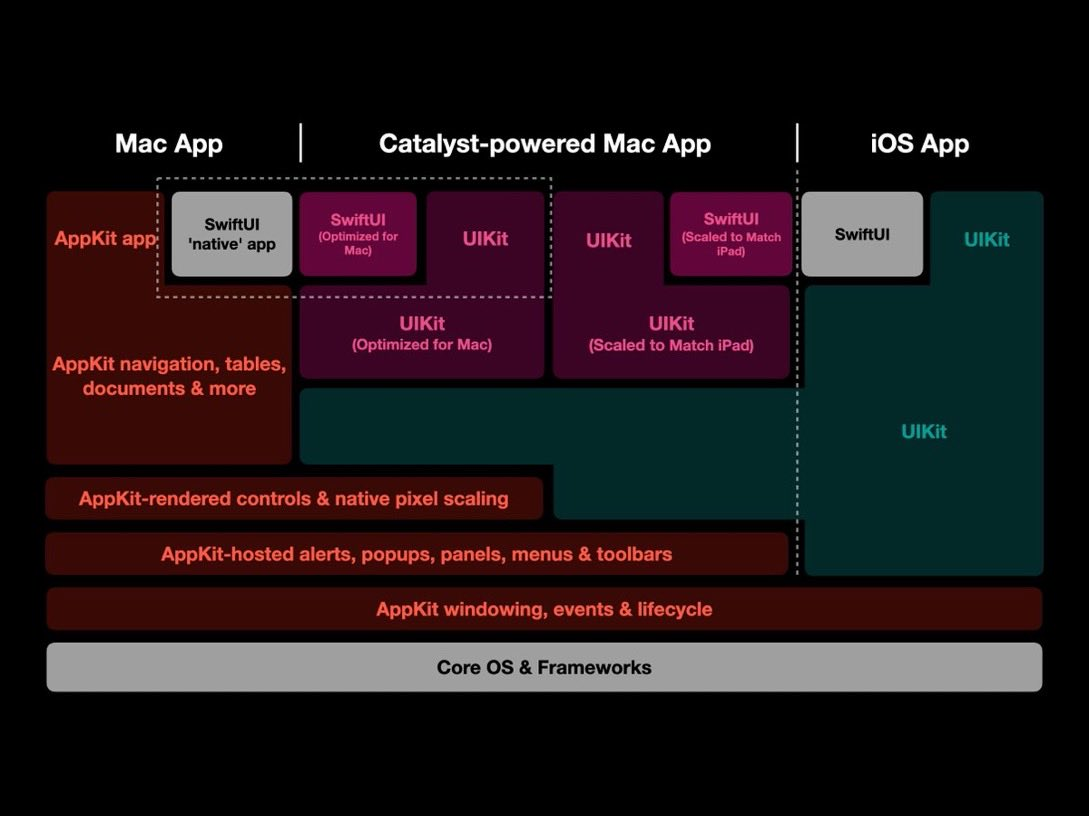 Mac App
Catalyst-powered Mac App
iOS App
AppKit app
SwiftUI
'native' app
SwiftUI
(Optimized for
Mac)
UIKit
UIKit
SwiftUI
(Scaled to Match
iPad)
SwiftUI
UIKit
AppKit navigation, tables,
documents & more
UIKit
(Optimized for Mac)
UIKit
(Scaled to Match iPad)
UIKit
AppKit-rendered controls & native pixel scaling
AppKit-hosted alerts, popups, panels, menus & toolbars
AppKit windowing, events & lifecycle
Core OS & Frameworks